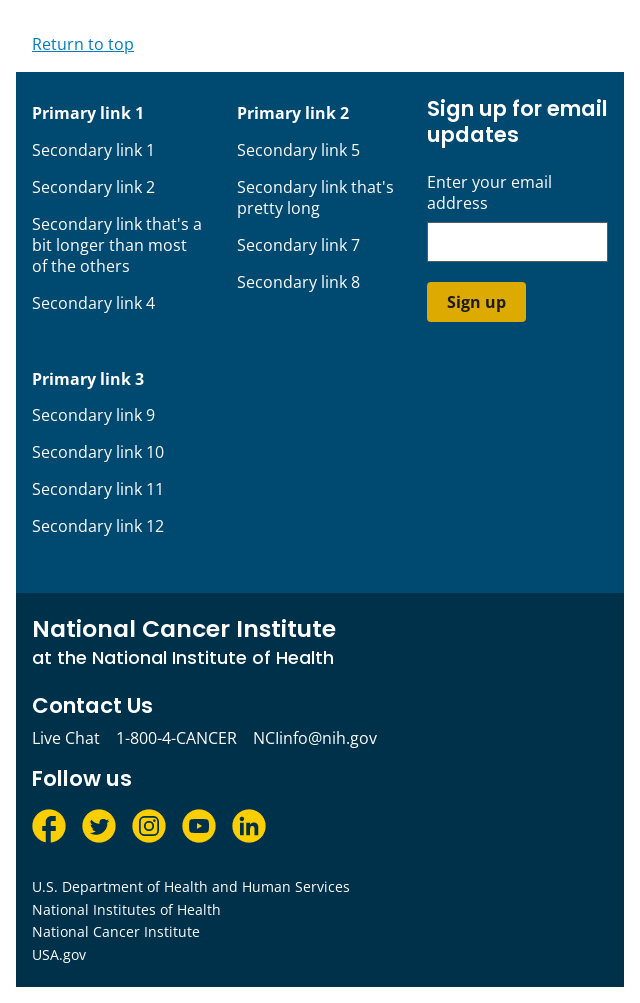 Return to top
Primary link 1
Secondary link 1
Secondary link 2
Secondary link that's a
bit longer than most
of the others
Secondary link 4
Primary link 2
Secondary link 5
Secondary link that's
pretty long
Secondary link 7
Secondary link 8
Sign up for email
updates
Enter your email
address
Sign up
Primary link 3
Secondary link 9
Secondary link 10
Secondary link 11
Secondary link 12
National Cancer Institute
at the National Institute of Health
Contact Us
Live Chat 1-800-4-CANCER NCIinfo@nih.gov
Follow us
U.S. Department of Health and Human Services
National Institutes of Health
National Cancer Institute
USA.gov